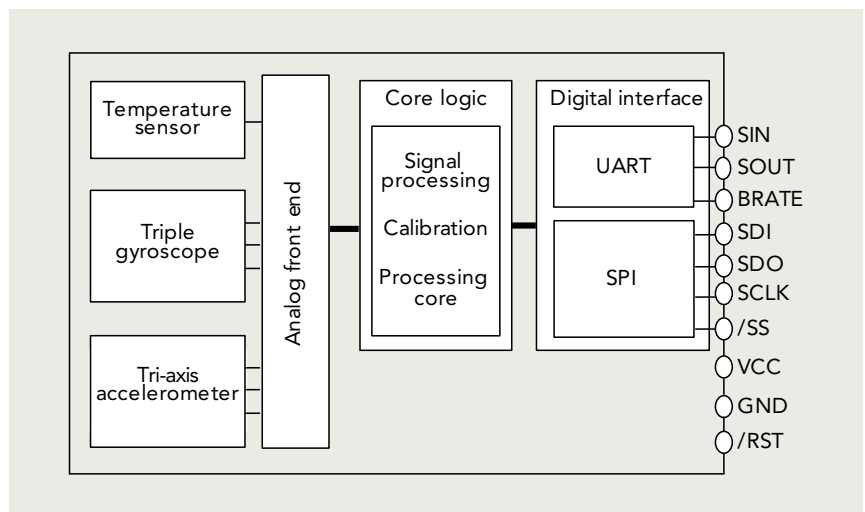 Temperature
sensor
Triple
gyroscope
Tri-axis
accelerometer
Analog front end
Core logic
Signal
processing
Calibration
Processing
core
Digital interface
UART
SPI
SIN
SOUT
BRATE
SDI
SDO
SCLK
/SS
VCC
GND
/RST